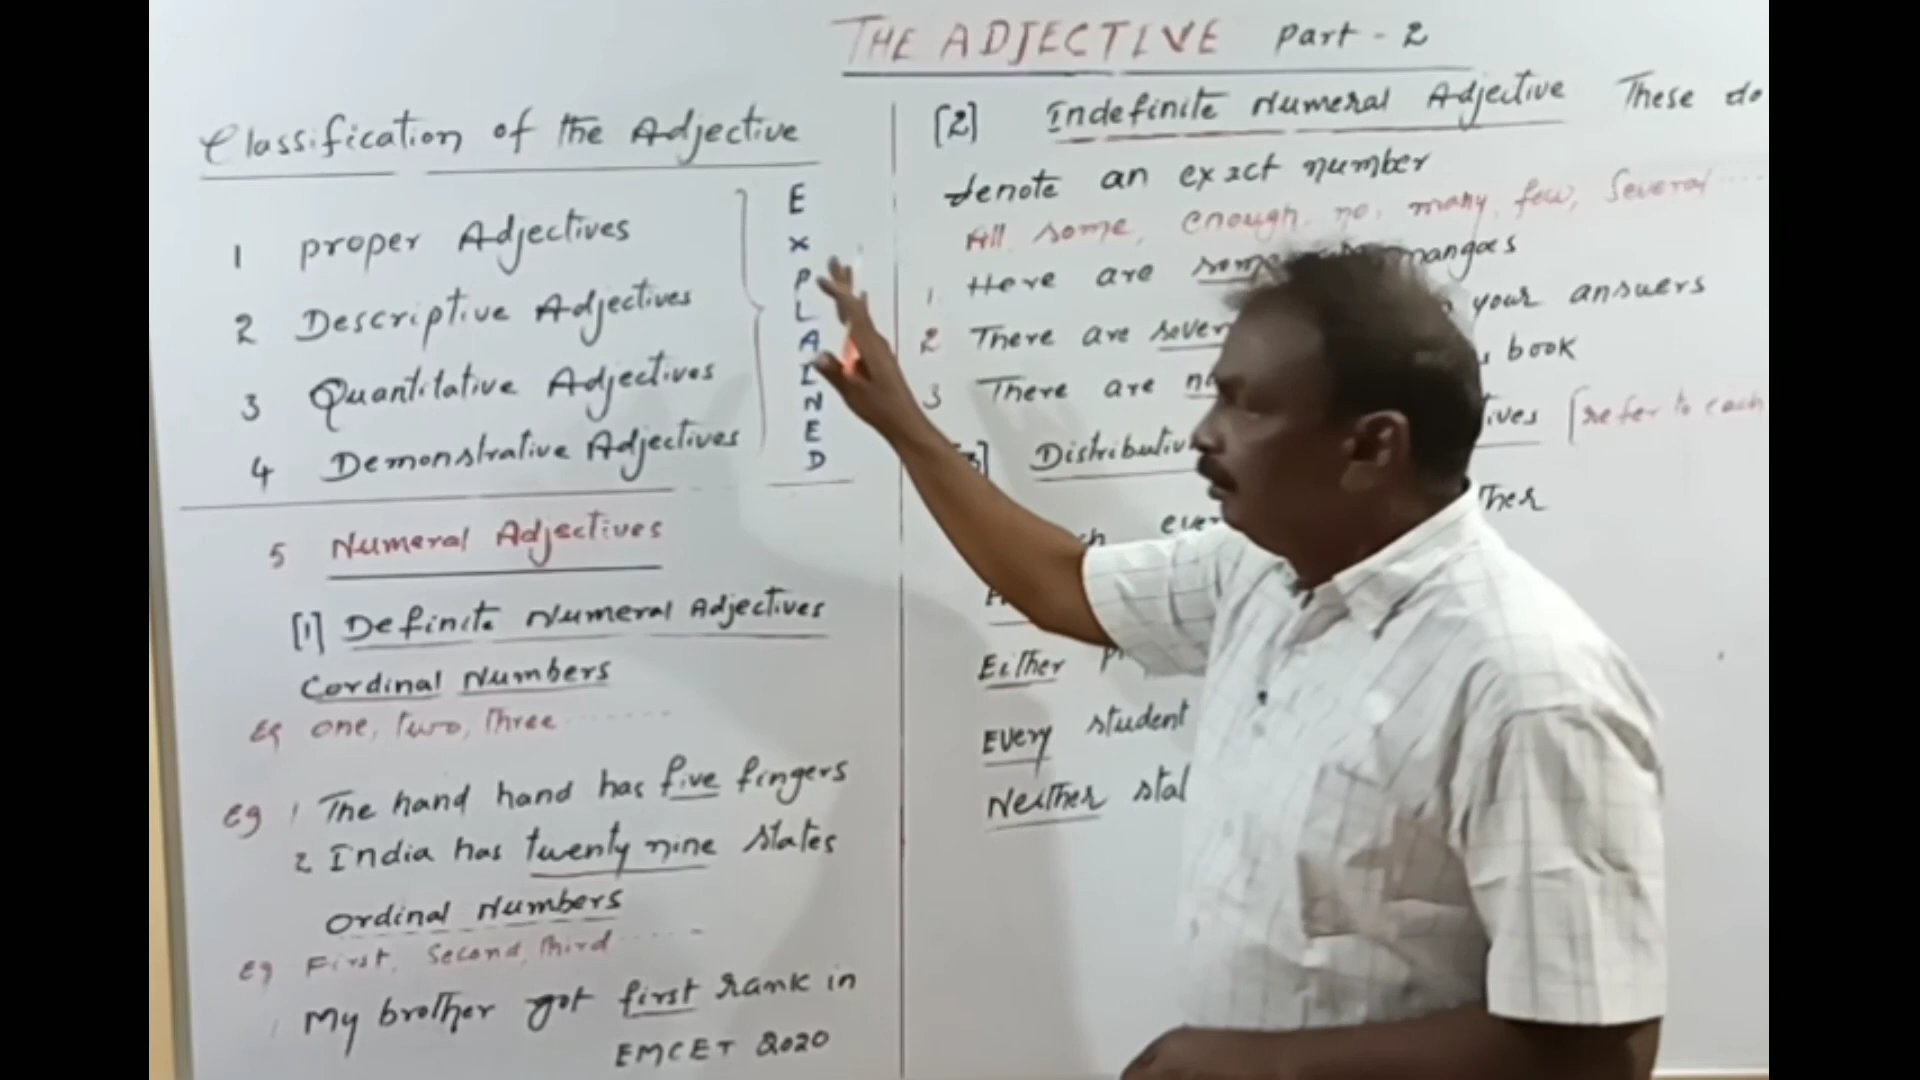 THE ADJECTIVE Part - 2
Classification of the Adjective
1 proper Adjectives
2 Descriptive Adjectives
3 Quantitative Adjectives
4 Demonstrative Adjectives
EXPLAINED
5 Numeral Adjectives
[1] Definite Numeral Adjectives
Cordinal Numbers
Eg one, two, three.......
eg 1 The hand hand has five fingers
2 India has twenty nine states
Ordinal Numbers
eg First, Second, third.....
My brother got first rank in
EMCET 2020
[2] Indefinite Numeral Adjective These do
denote an exact number
All some, enough, no, many, few, Several....
1. Here are mangoes
2 There are your answers
3 There are book
[refer to each
Either
Every student
Neither